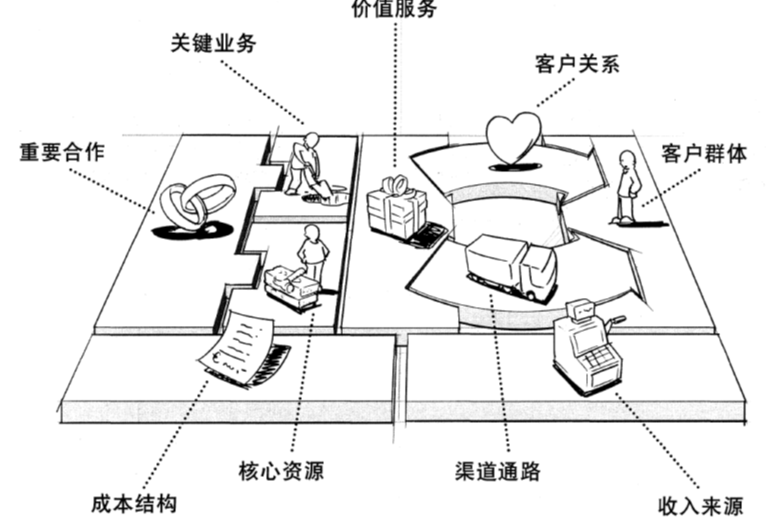 价值服务
关键业务
客户关系
重要合作
客户群体
核心资源
渠道通路
成本结构
收入来源